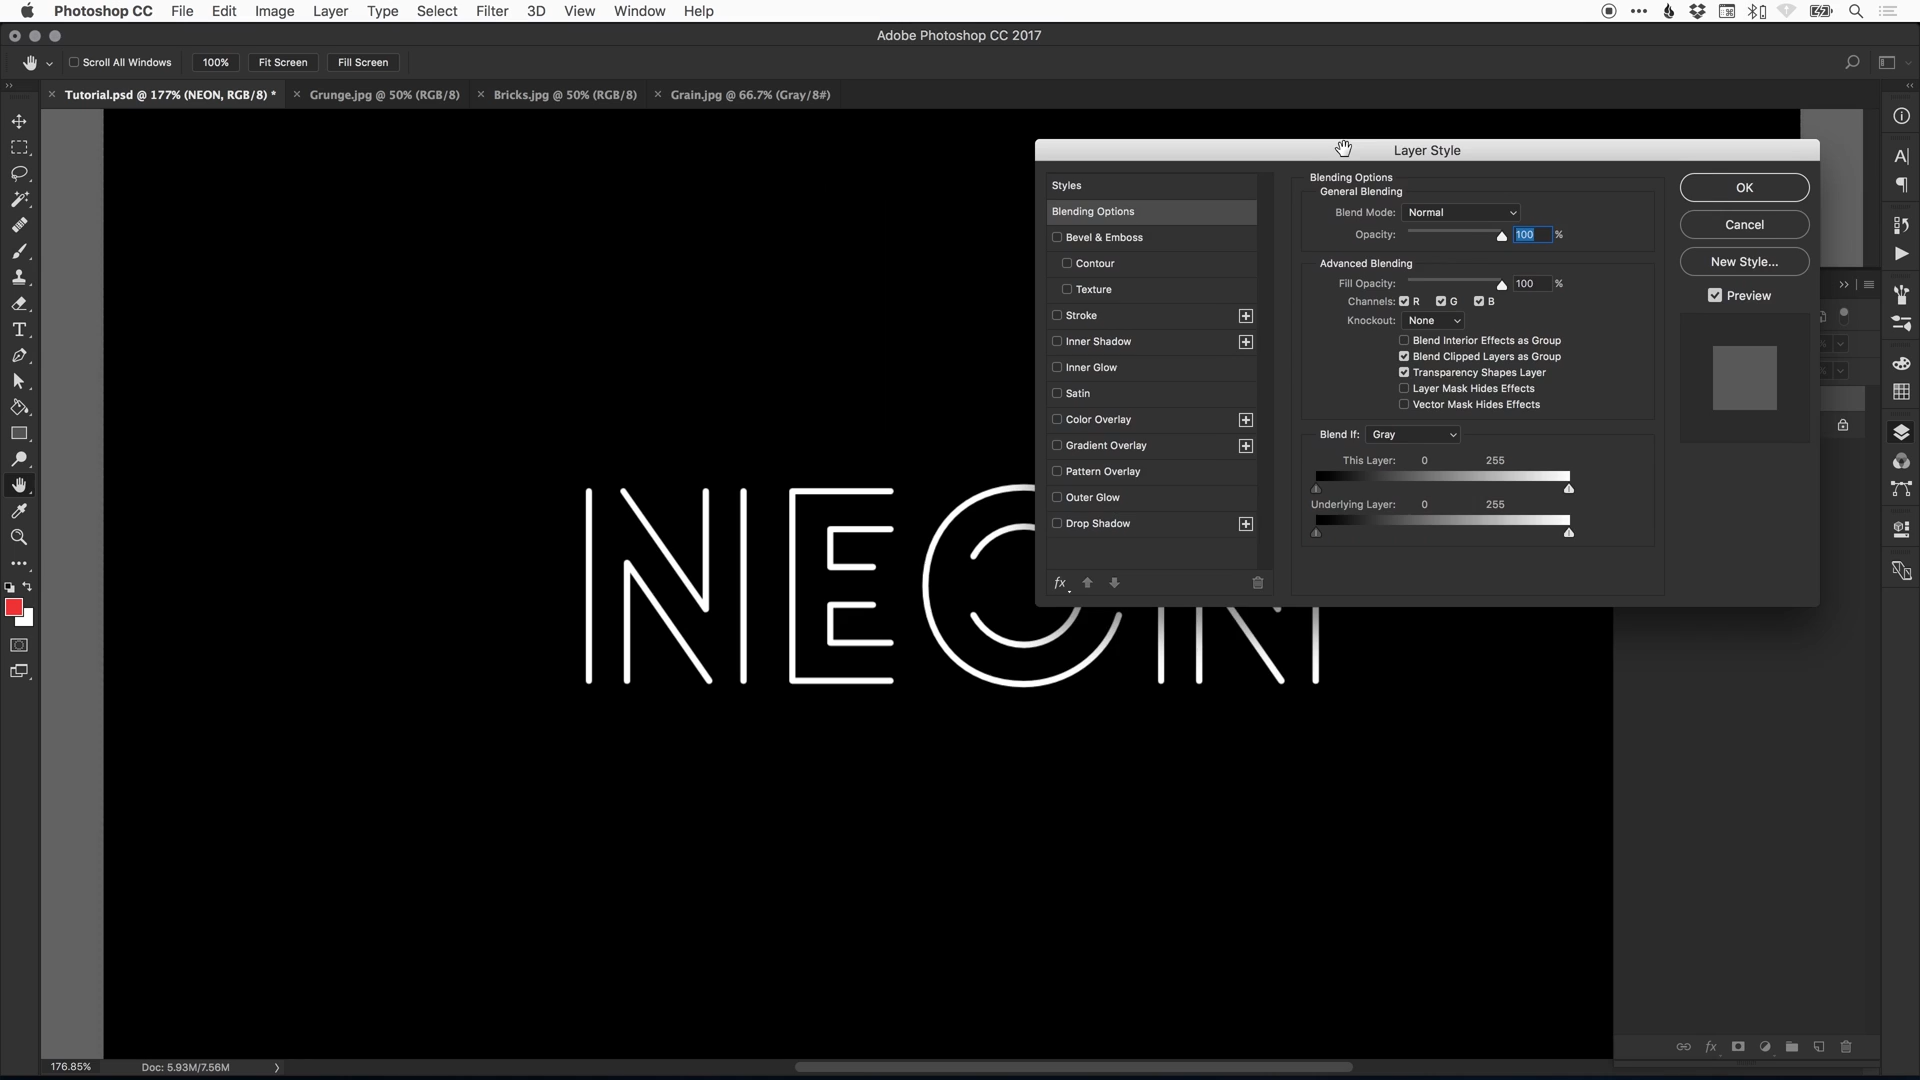 Photoshop CC File Edit Image Layer Type Select Filter 3D View Window Help
Adobe Photoshop CC 2017
Scroll All Windows 100% Fit Screen Fill Screen
Tutorial.psd @ 177% (NEON, RGB/8) * Grunge.jpg @ 50% (RGB/8) Bricks.jpg @ 50% (RGB/8) Grain.jpg @ 66.7% (Gray/8#)
Layer Style
Styles
Blending Options
Bevel & Emboss
Contour
Texture
Stroke
Inner Shadow
Inner Glow
Satin
Color Overlay
Gradient Overlay
Pattern Overlay
Outer Glow
Drop Shadow
fx
Blending Options
General Blending
Blend Mode: Normal
Opacity: 100 %
Advanced Blending
Fill Opacity: 100 %
Channels: R G B
Knockout: None
Blend Interior Effects as Group
Blend Clipped Layers as Group
Transparency Shapes Layer
Layer Mask Hides Effects
Vector Mask Hides Effects
Blend If: Gray
This Layer: 0 255
Underlying Layer: 0 255
OK
Cancel
New Style...
Preview
NEON
176.85% Doc: 5.93M/7.56M
fx